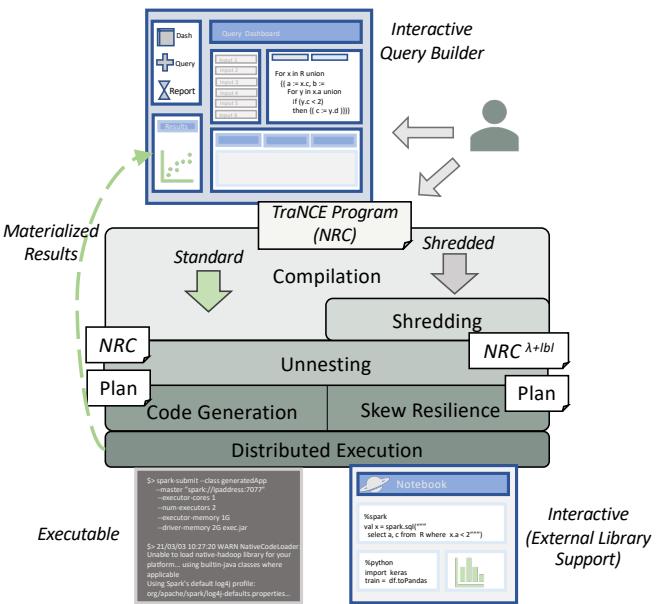 Interactive
Query Builder
Dash
Query
Report
Results
Query Dashboard
Input 1
Input 2
Input 3
Input 4
Input 5
Input 6
For x in R union
{{ a := x.c, b :=
For y in x.a union
if (y.c < 2)
then {{ c := y.d }}}}
TraNCE Program
(NRC)
Materialized
Results
Standard
Shredded
Compilation
Shredding
NRC
NRC λ+lbl
Unnesting
Plan
Plan
Code Generation
Skew Resilience
Distributed Execution
Executable
$> spark-submit --class generatedApp
--master "spark://ipaddress:7077"
--executor-cores 1
--num-executors 2
--executor-memory 1G
--driver-memory 2G exec.jar
$> 21/03/03 10:27:20 WARN NativeCodeLoader:
Unable to load native-hadoop library for your
platform... using builtin-java classes where
applicable
Using Spark's default log4j profile:
org/apache/spark/log4j-defaults.properties...
Notebook
%spark
val x = spark.sql("""
select a, c from R where x.a < 2""")
%python
import keras
train = df.toPandas
Interactive
(External Library
Support)